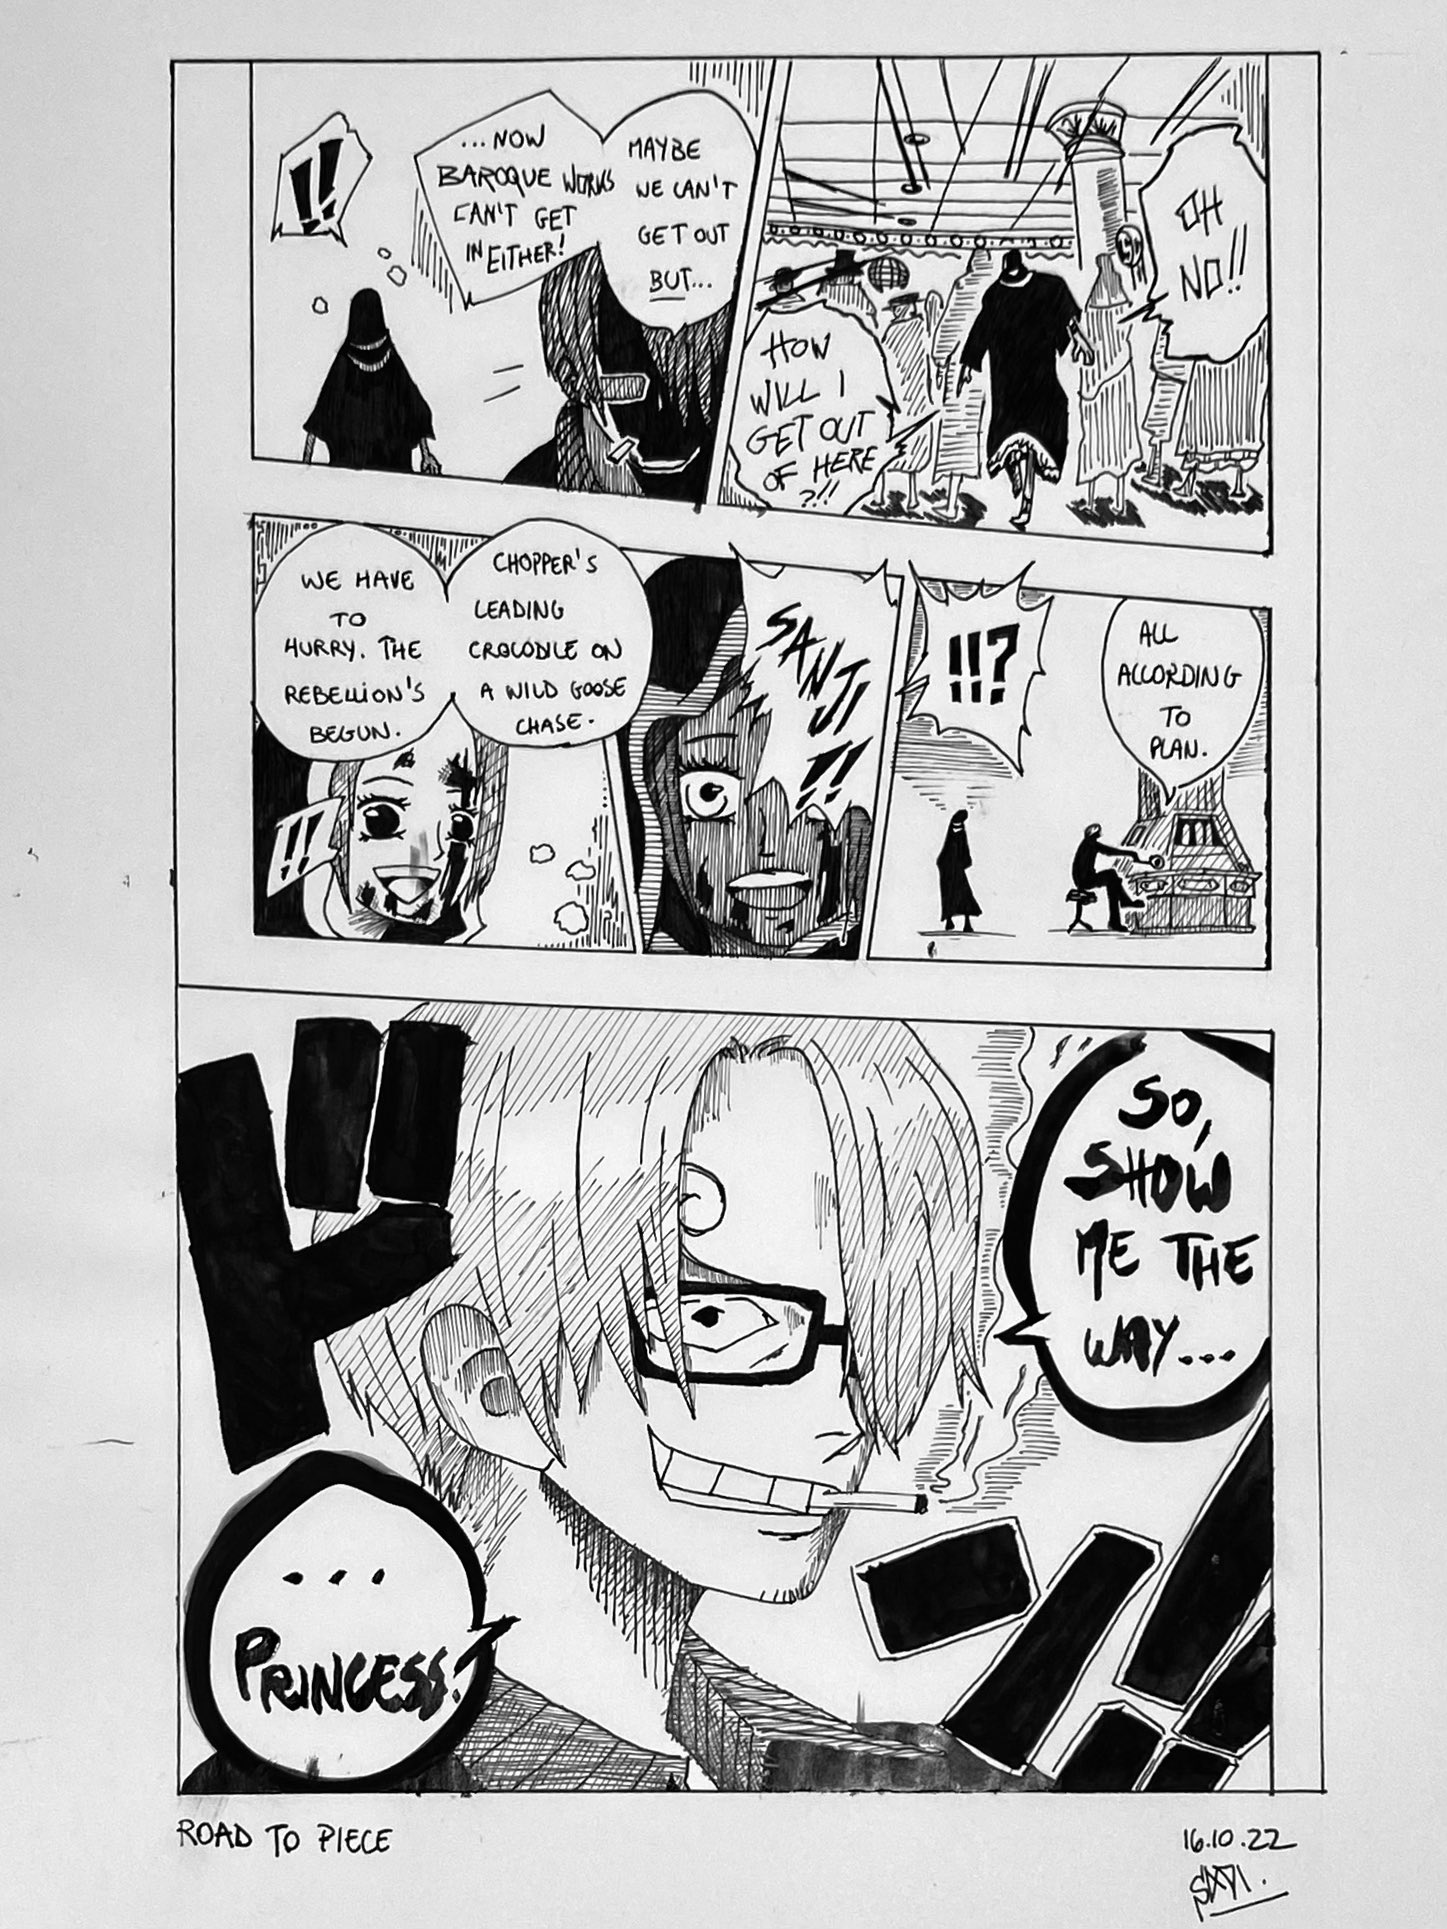 OH
NO!!
HOW
WILL I
GET OUT
OF HERE
?!!
MAYBE
WE CAN'T
GET OUT
BUT...
...NOW
BAROQUE WORKS
CAN'T GET
IN EITHER!
!!
ALL
ACCORDING
TO
PLAN.
!!?
SANJI!!
CHOPPER'S
LEADING
CROCODILE ON
A WILD GOOSE
CHASE.
WE HAVE
TO
HURRY. THE
REBELLION'S
BEGUN.
!!
SO,
SHOW
ME THE
WAY...
ド
...
PRINCESS?
ROAD TO PIECE
16.10.22